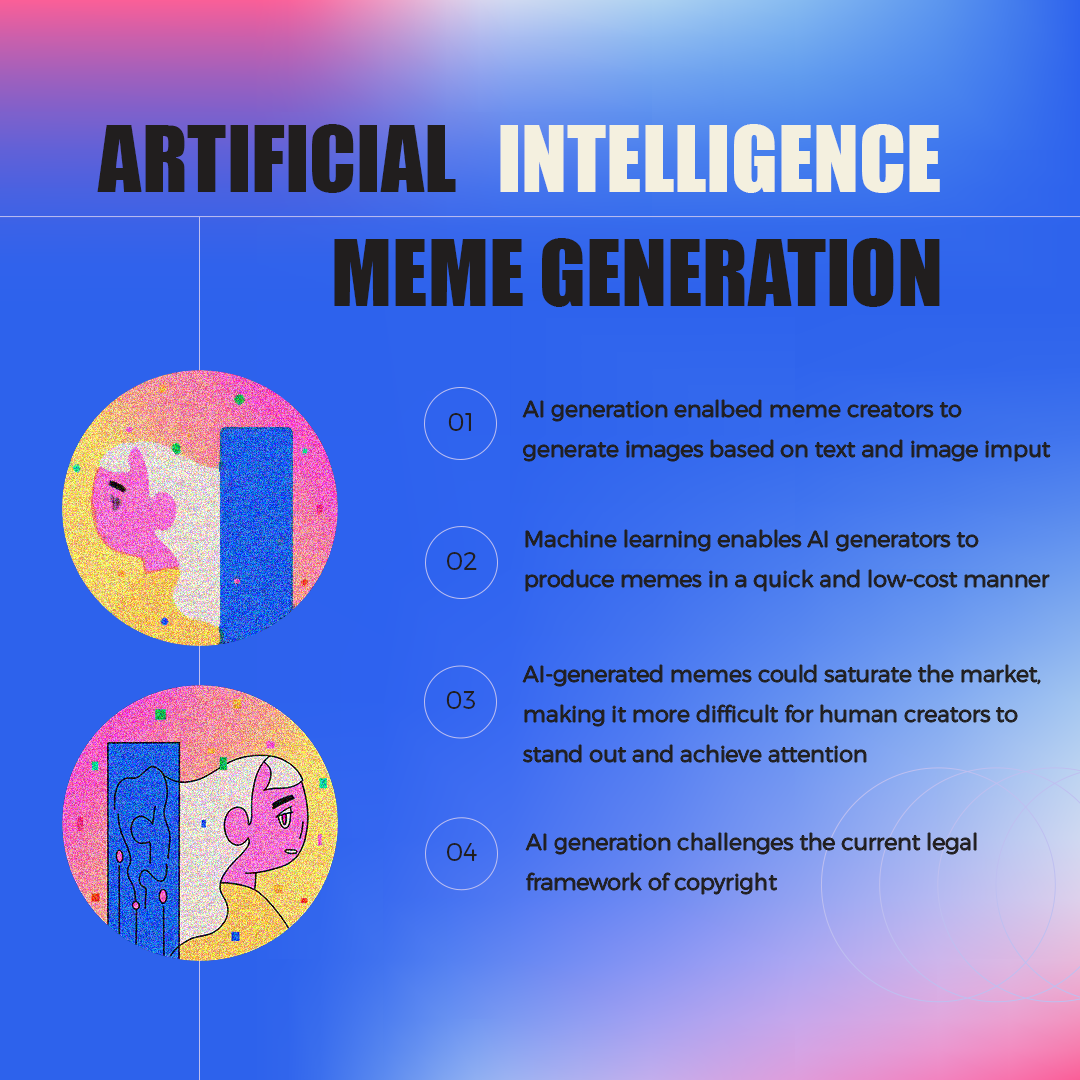 ARTIFICIAL INTELLIGENCE
MEME GENERATION
01
AI generation enalbed meme creators to
generate images based on text and image imput
02
Machine learning enables AI generators to
produce memes in a quick and low-cost manner
03
AI-generated memes could saturate the market,
making it more difficult for human creators to
stand out and achieve attention
04
AI generation challenges the current legal
framework of copyright